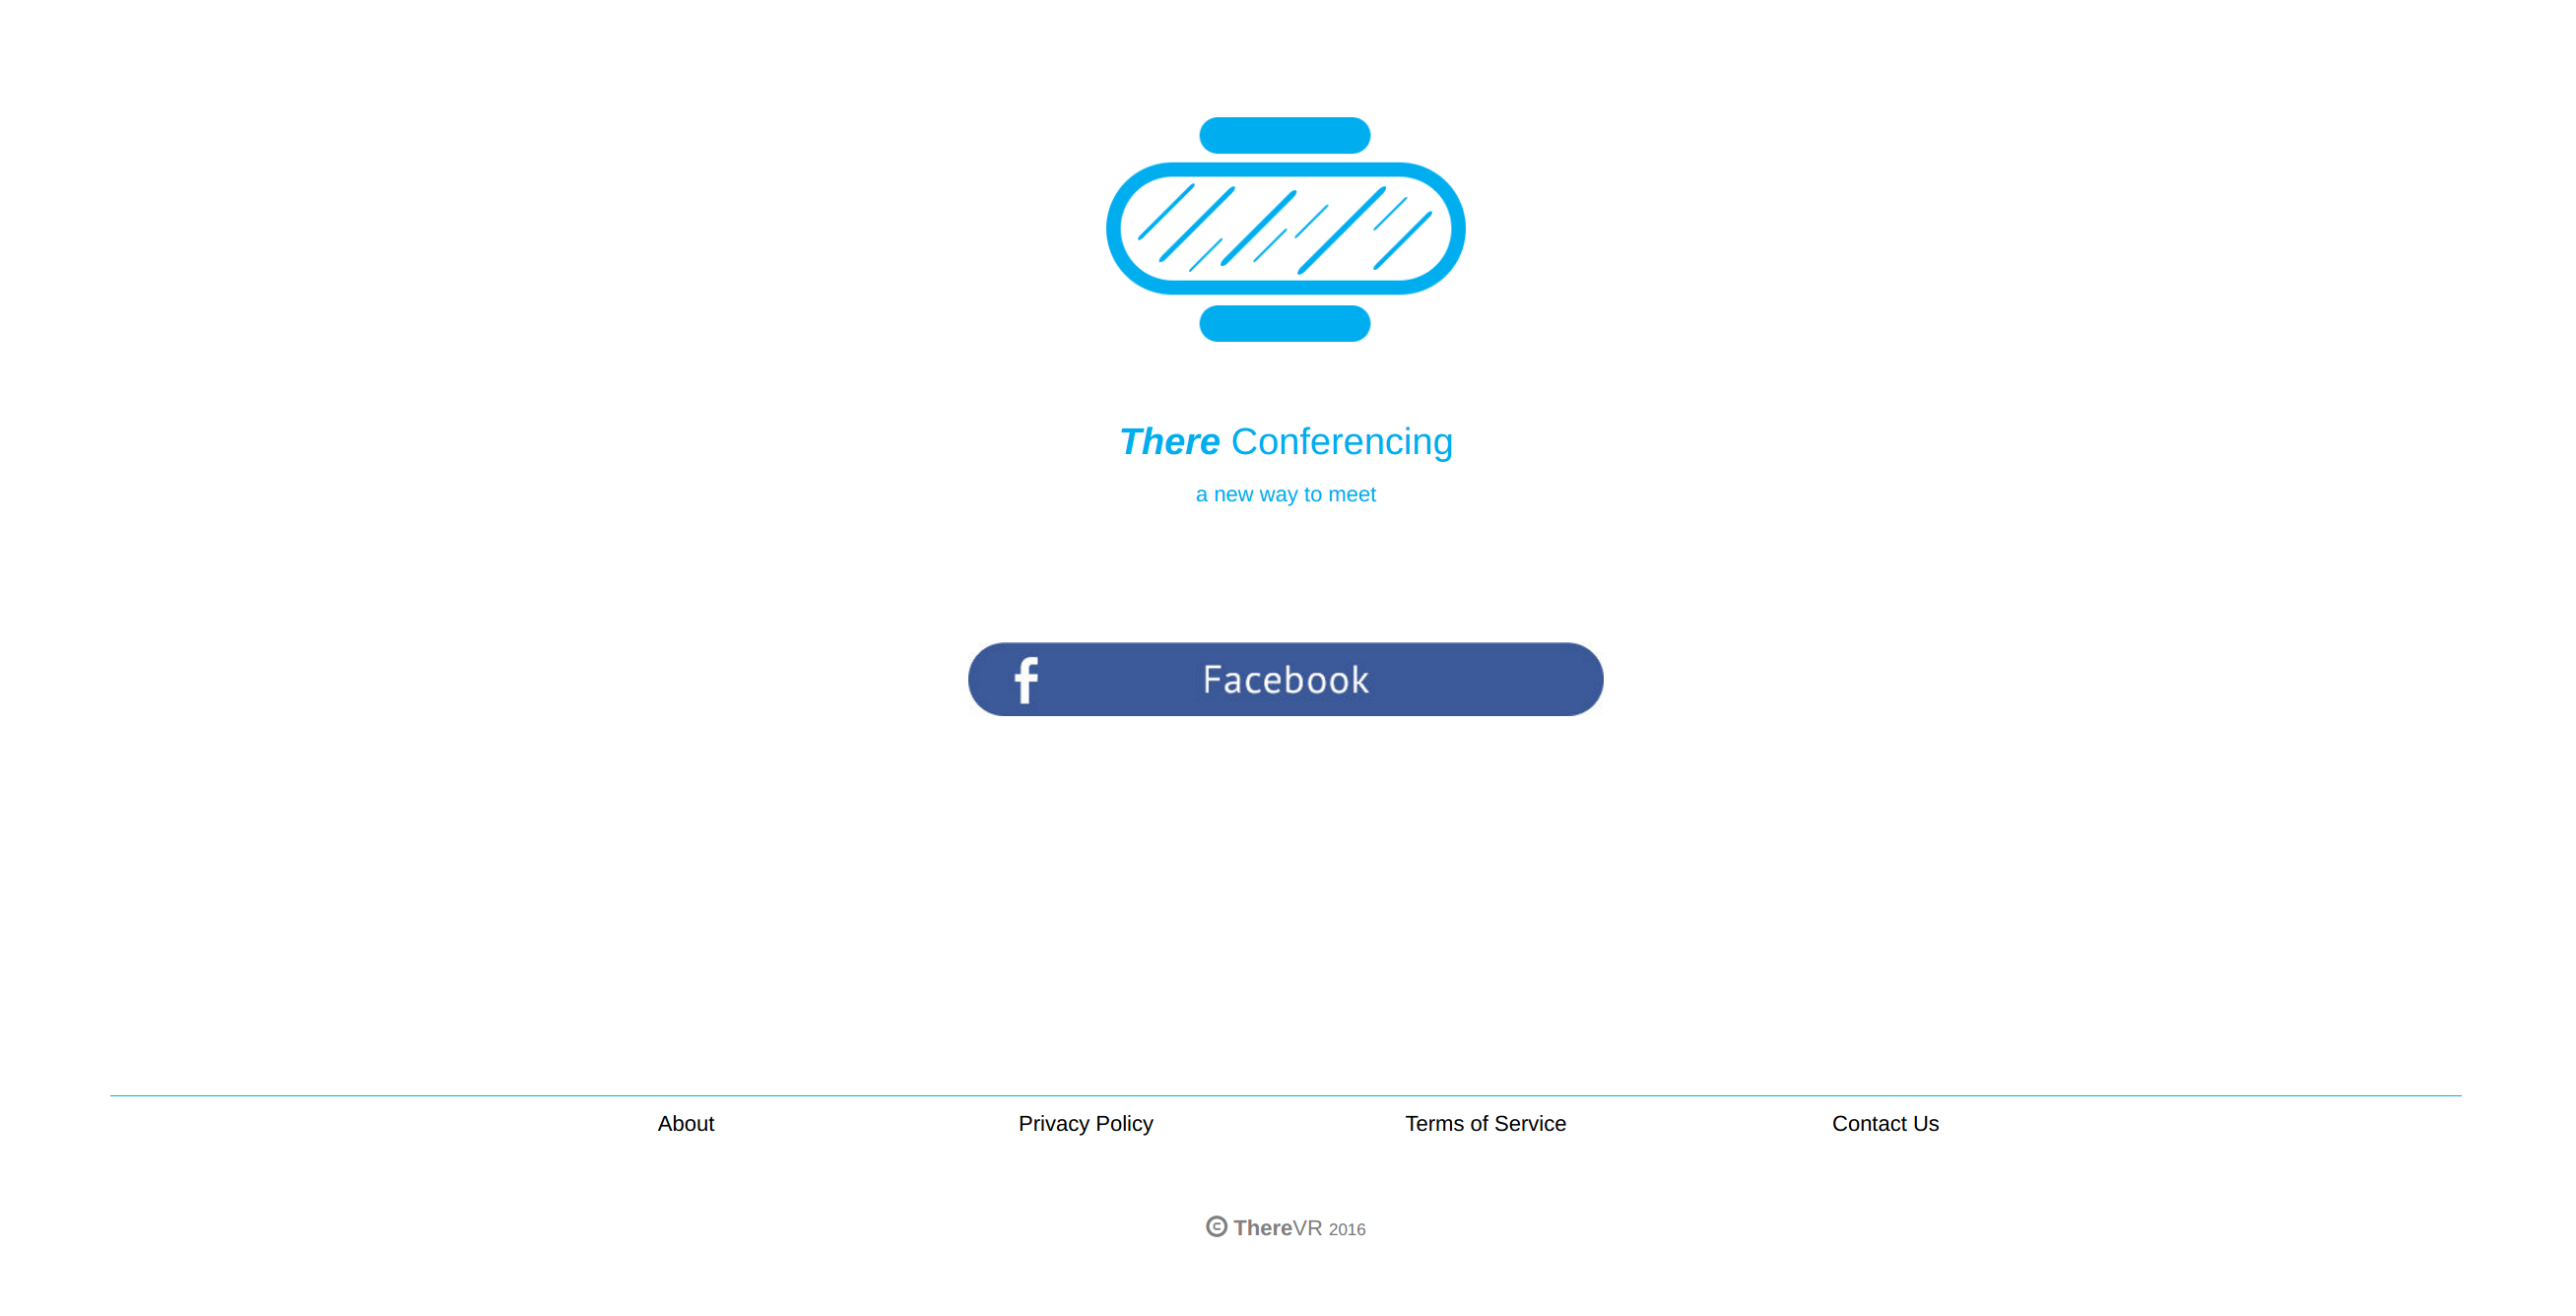 There Conferencing
a new way to meet
f Facebook
About Privacy Policy Terms of Service Contact Us
© ThereVR 2016